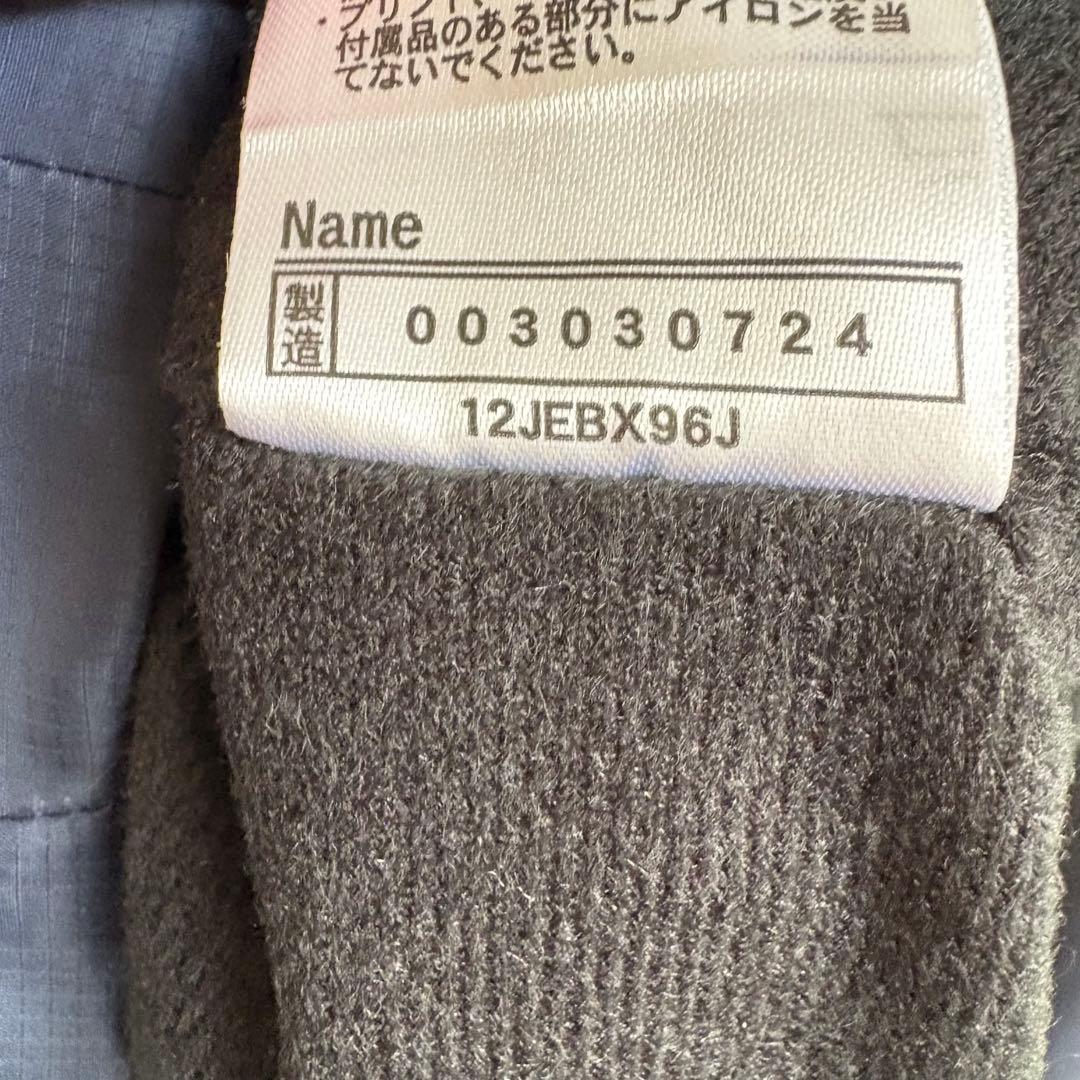 ・プリント、
付属品のある部分にアイロンを当
てないでください。
Name
製造 003030724
12JEBX96J